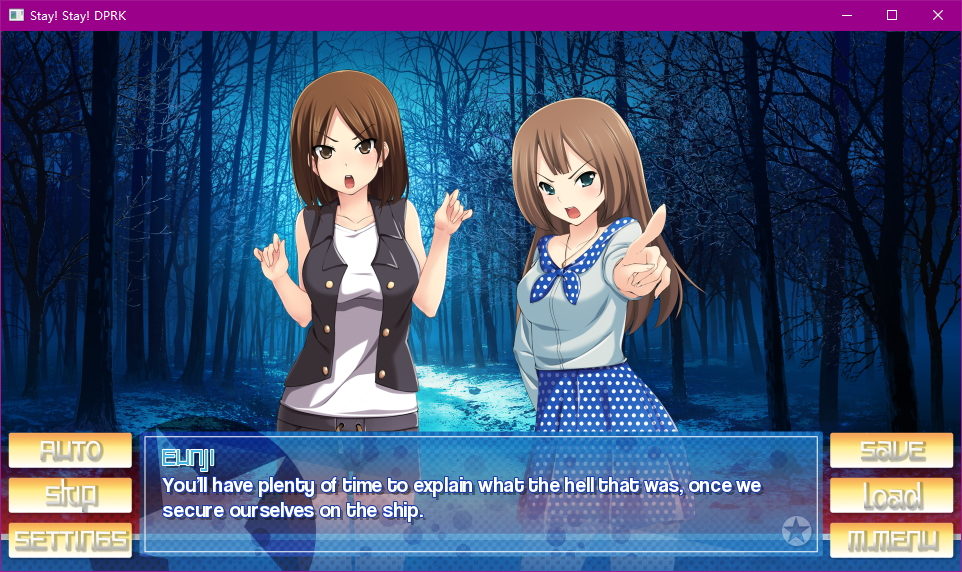 Stay! Stay! DPRK
AUTO
Skip
SETTINGS
Eunji
You'll have plenty of time to explain what the hell that was, once we
secure ourselves on the ship.
SAVE
Load
M.MENU